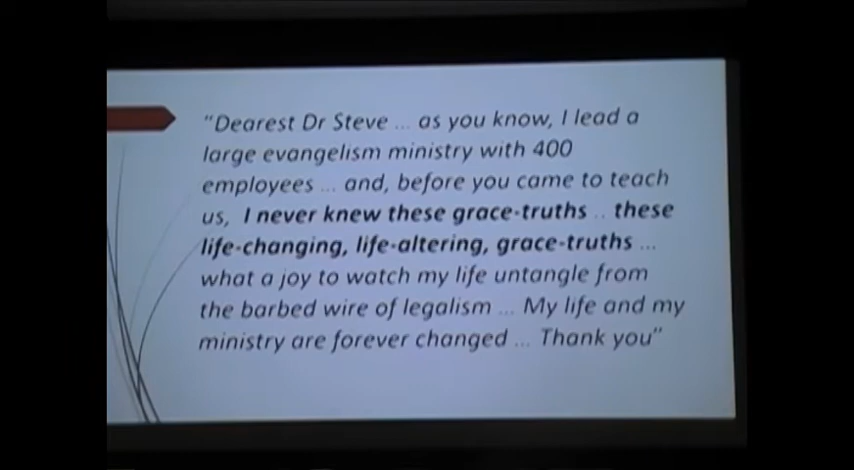 "Dearest Dr Steve ... as you know, I lead a
large evangelism ministry with 400
employees ... and, before you came to teach
us, I never knew these grace-truths .. these
life-changing, life-altering, grace-truths ...
what a joy to watch my life untangle from
the barbed wire of legalism ... My life and my
ministry are forever changed ... Thank you"